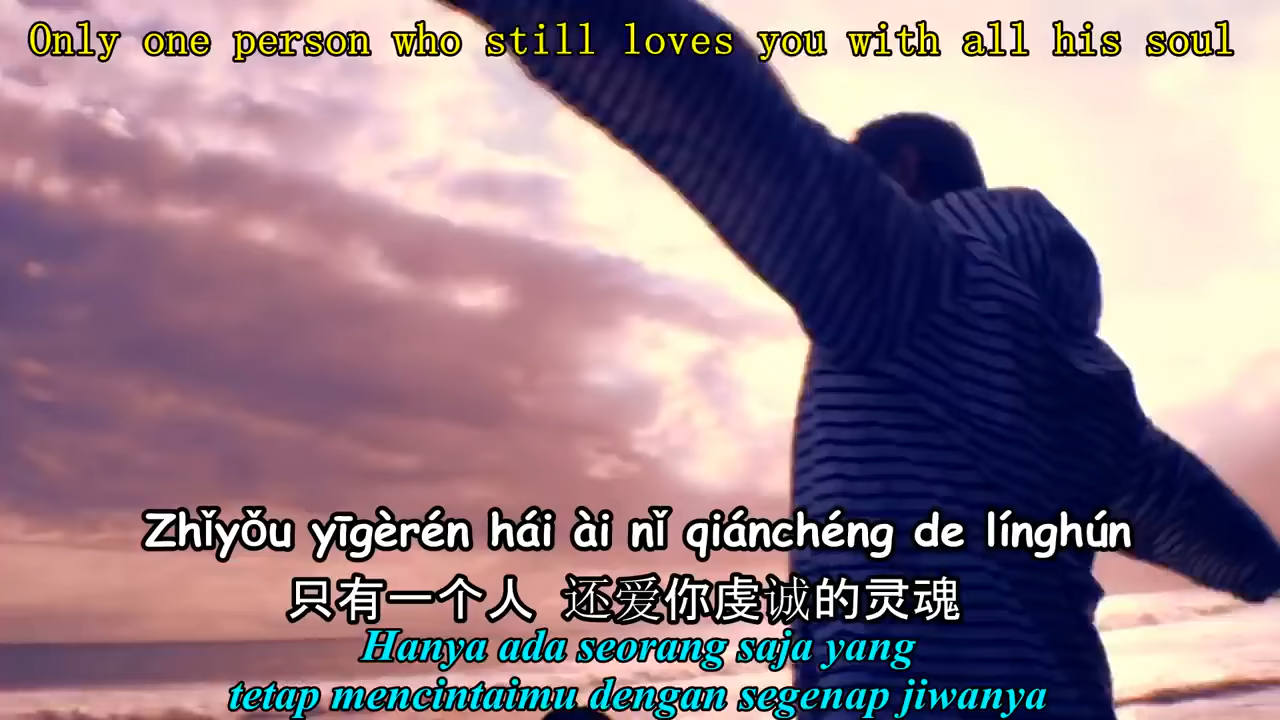 Only one person who still loves you with all his soul
Zhǐyǒu yīgèrén hái ài nǐ qiánchéng de línghún
只有一个人 还爱你虔诚的灵魂
Hanya ada seorang saja yang
tetap mencintaimu dengan segenap jiwanya